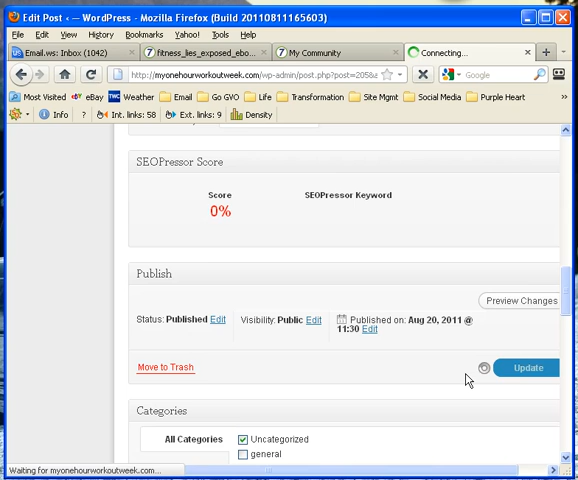 Edit Post ‹ — WordPress - Mozilla Firefox (Build 20110811165603)
File Edit View History Bookmarks Yahoo! Tools Help
Email.ws: Inbox (1042) fitness_lies_exposed_ebo... My Community Connecting...
http://myonehourworkoutweek.com/wp-admin/post.php?post=2058& Google
Most Visited eBay Weather Email Go GVO Life Transformation Site Mgmt Social Media Purple Heart
Info ? Int. links: 58 Ext. links: 9 Density
SEOPressor Score
Score SEOPressor Keyword
0%
Publish
Preview Changes
Status: Published Edit Visibility: Public Edit Published on: Aug 20, 2011 @
11:30 Edit
Move to Trash Update
Categories
All Categories Uncategorized
general
Waiting for myonehourworkoutweek.com...